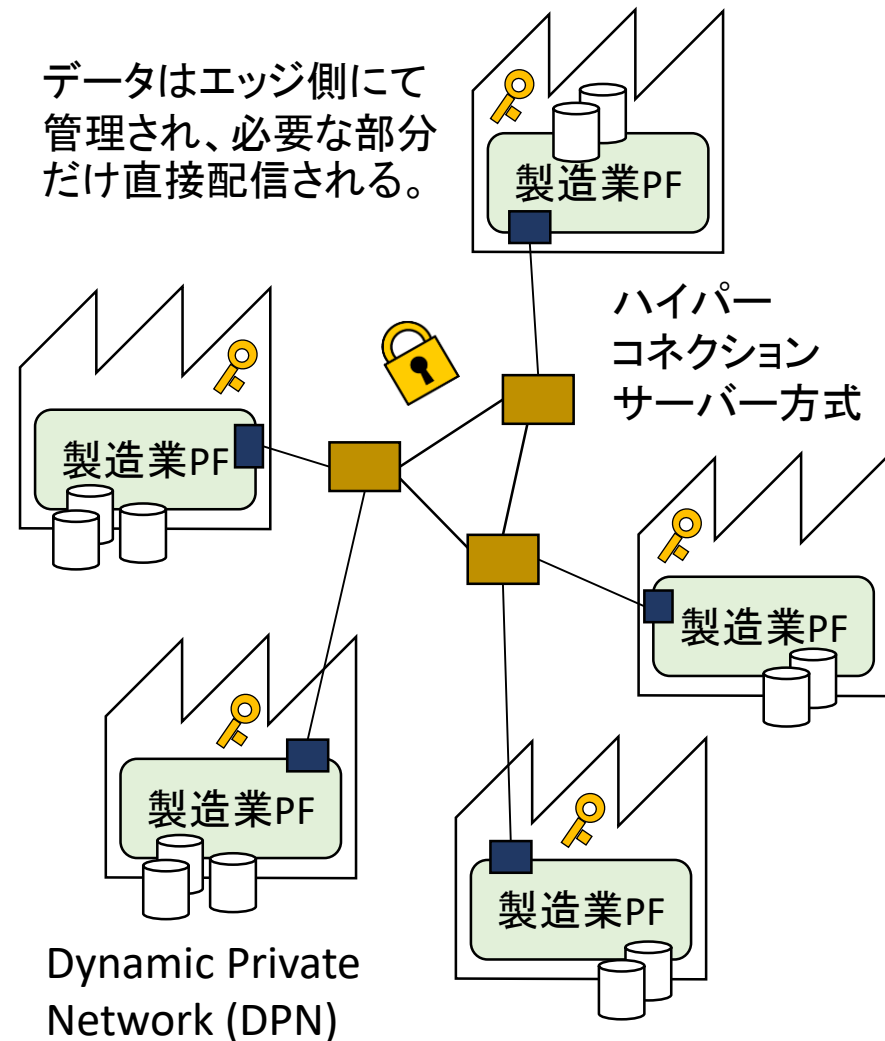 データはエッジ側にて
管理され、必要な部分
だけ直接配信される。
製造業PF
ハイパー
コネクション
サーバー方式
製造業PF
製造業PF
製造業PF
製造業PF
Dynamic Private
Network (DPN)